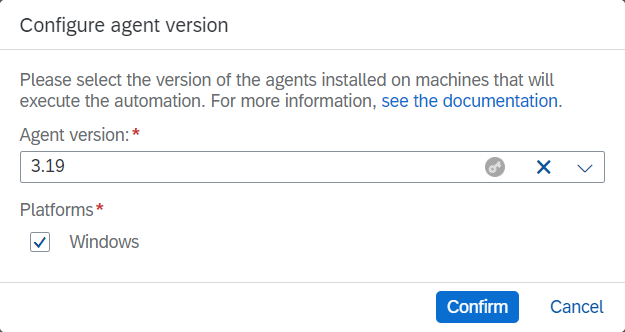 Configure agent version
Please select the version of the agents installed on machines that will
execute the automation. For more information, see the documentation.
Agent version:*
3.19
Platforms*
Windows
Confirm
Cancel